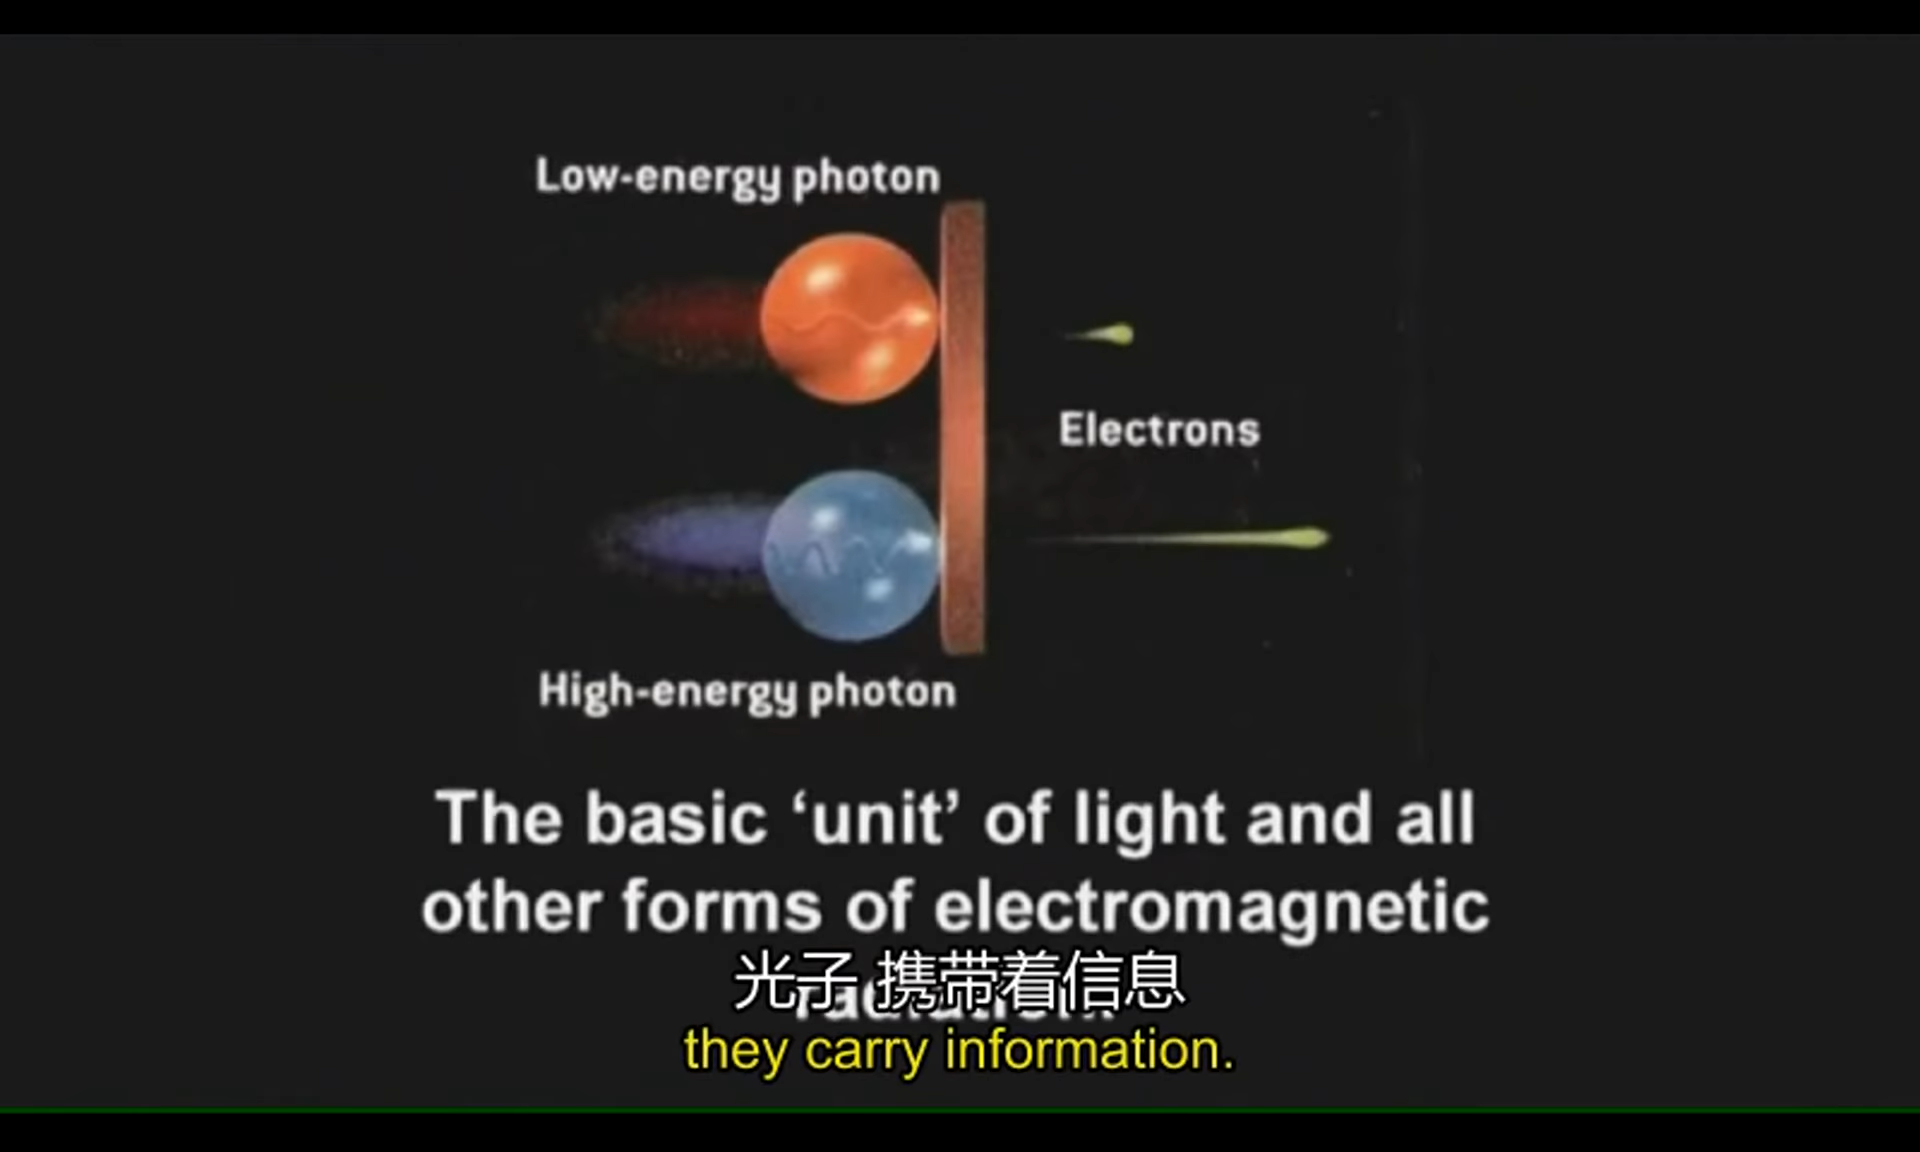 Low-energy photon
Electrons
High-energy photon
The basic ‘unit’ of light and all
other forms of electromagnetic
光子 携带着信息
they carry information.